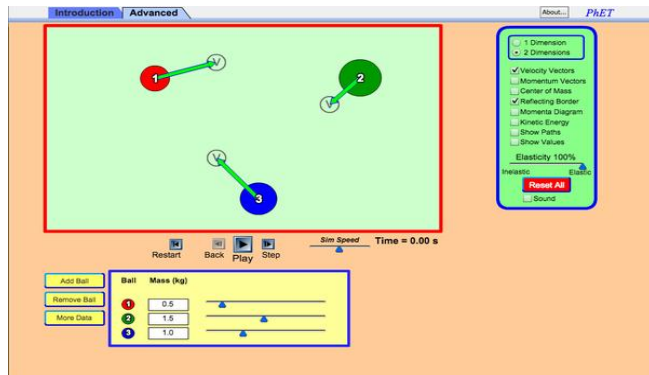 Introduction
Advanced
About...
PhET
1 Dimension
2 Dimensions
Velocity Vectors
Momentum Vectors
Center of Mass
Reflecting Border
Momenta Diagram
Kinetic Energy
Show Paths
Show Values
Elasticity 100%
Inelastic Elastic
Reset All
Sound
1
V
2
V
V
3
Restart
Back
Play
Step
Sim Speed
Time = 0.00 s
Add Ball
Remove Ball
More Data
Ball Mass (kg)
1 0.5
2 1.5
3 1.0